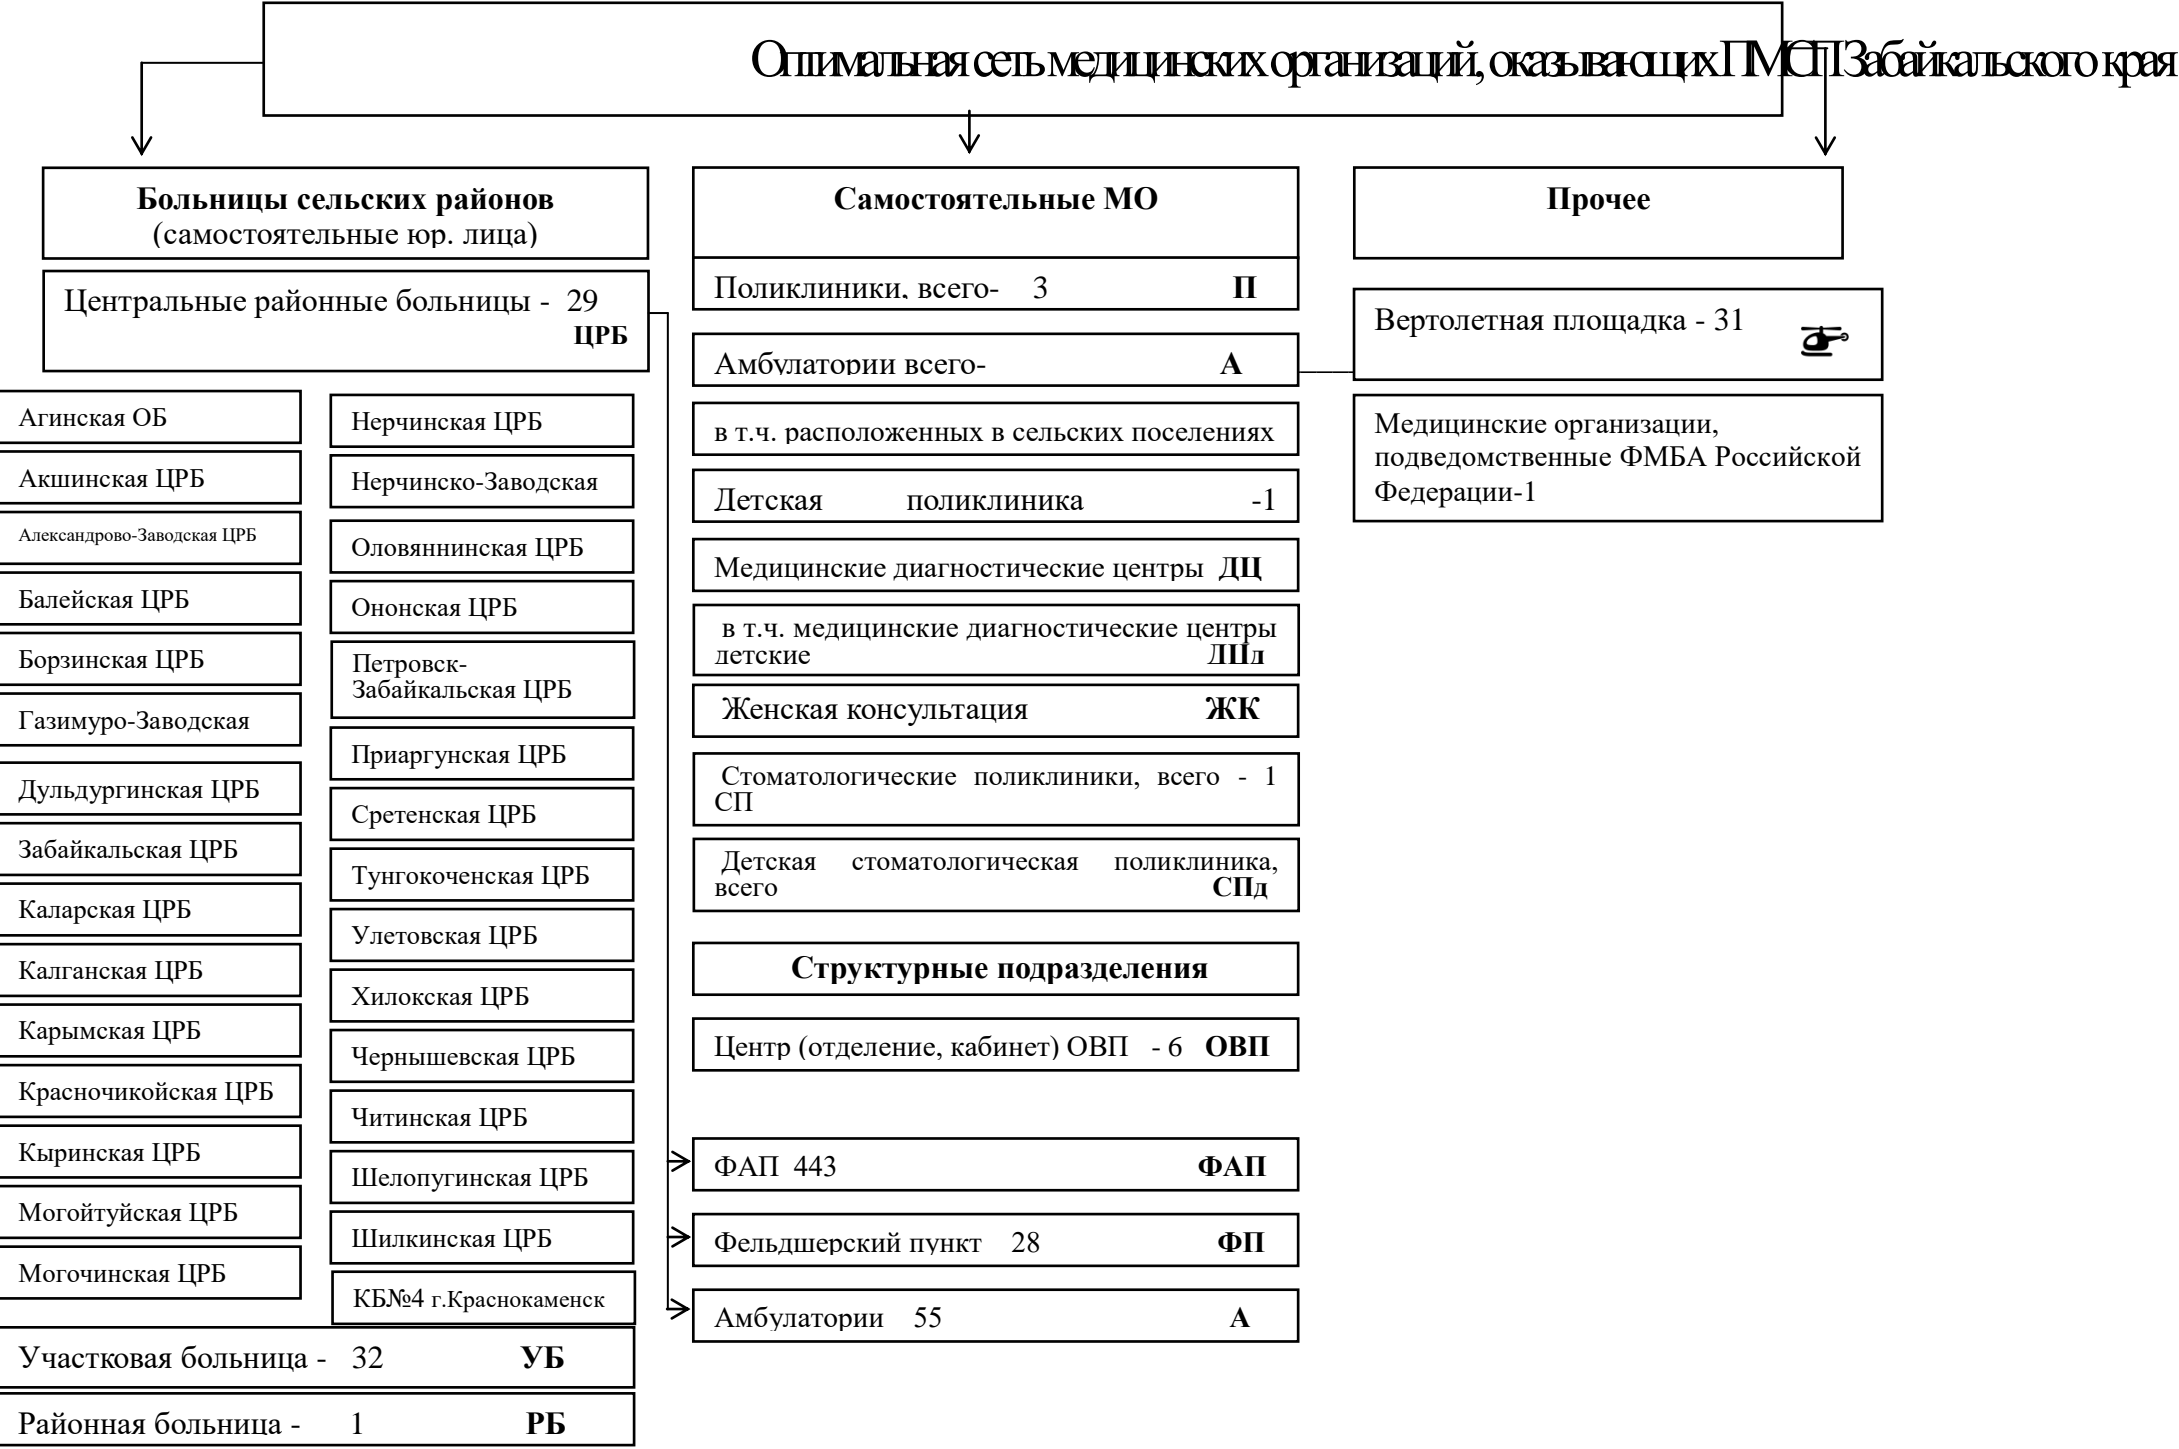 Оптимальная сеть медицинских организаций, оказывающих ПМСП Забайкальского края
Больницы сельских районов
(самостоятельные юр. лица)
Центральные районные больницы - 29
ЦРБ
Агинская ОБ
Акшинская ЦРБ
Александрово-Заводская ЦРБ
Балейская ЦРБ
Борзинская ЦРБ
Газимуро-Заводская
Дульдургинская ЦРБ
Забайкальская ЦРБ
Каларская ЦРБ
Калганская ЦРБ
Карымская ЦРБ
Красночикойская ЦРБ
Кыринская ЦРБ
Могойтуйская ЦРБ
Могочинская ЦРБ
Нерчинская ЦРБ
Нерчинско-Заводская
Оловяннинская ЦРБ
Ононская ЦРБ
Петровск-
Забайкальская ЦРБ
Приаргунская ЦРБ
Сретенская ЦРБ
Тунгокоченская ЦРБ
Улетовская ЦРБ
Хилокская ЦРБ
Чернышевская ЦРБ
Читинская ЦРБ
Шелопугинская ЦРБ
Шилкинская ЦРБ
КБ№4 г.Краснокаменск
Участковая больница - 32 УБ
Районная больница - 1 РБ
Самостоятельные МО
Поликлиники, всего- 3 П
Амбулатории всего- А
в т.ч. расположенных в сельских поселениях
Детская поликлиника -1
Медицинские диагностические центры ДЦ
в т.ч. медицинские диагностические центры
детские ДЦд
Женская консультация ЖК
Стоматологические поликлиники, всего - 1
СП
Детская стоматологическая поликлиника,
всего СПд
Структурные подразделения
Центр (отделение, кабинет) ОВП - 6 ОВП
ФАП 443 ФАП
Фельдшерский пункт 28 ФП
Амбулатории 55 А
Прочее
Вертолетная площадка - 31
Медицинские организации,
подведомственные ФМБА Российской
Федерации-1